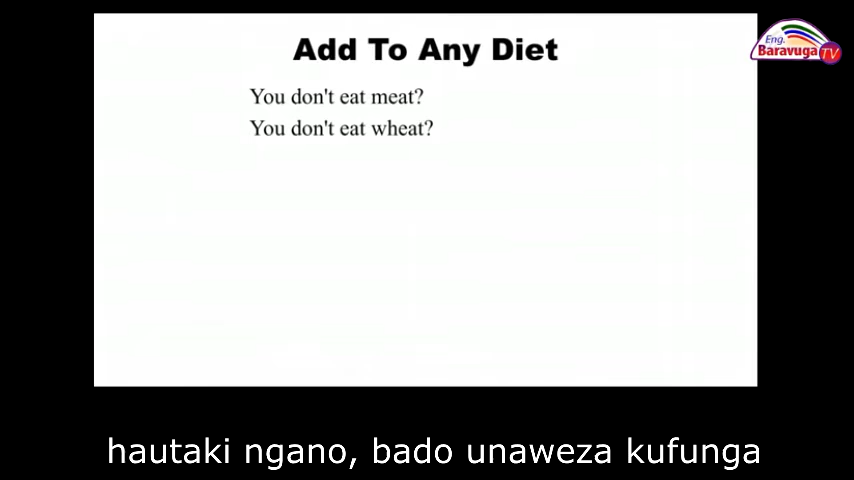 Add To Any Diet
Eng.
Baravuga TV
You don't eat meat?
You don't eat wheat?
hautaki ngano, bado unaweza kufunga